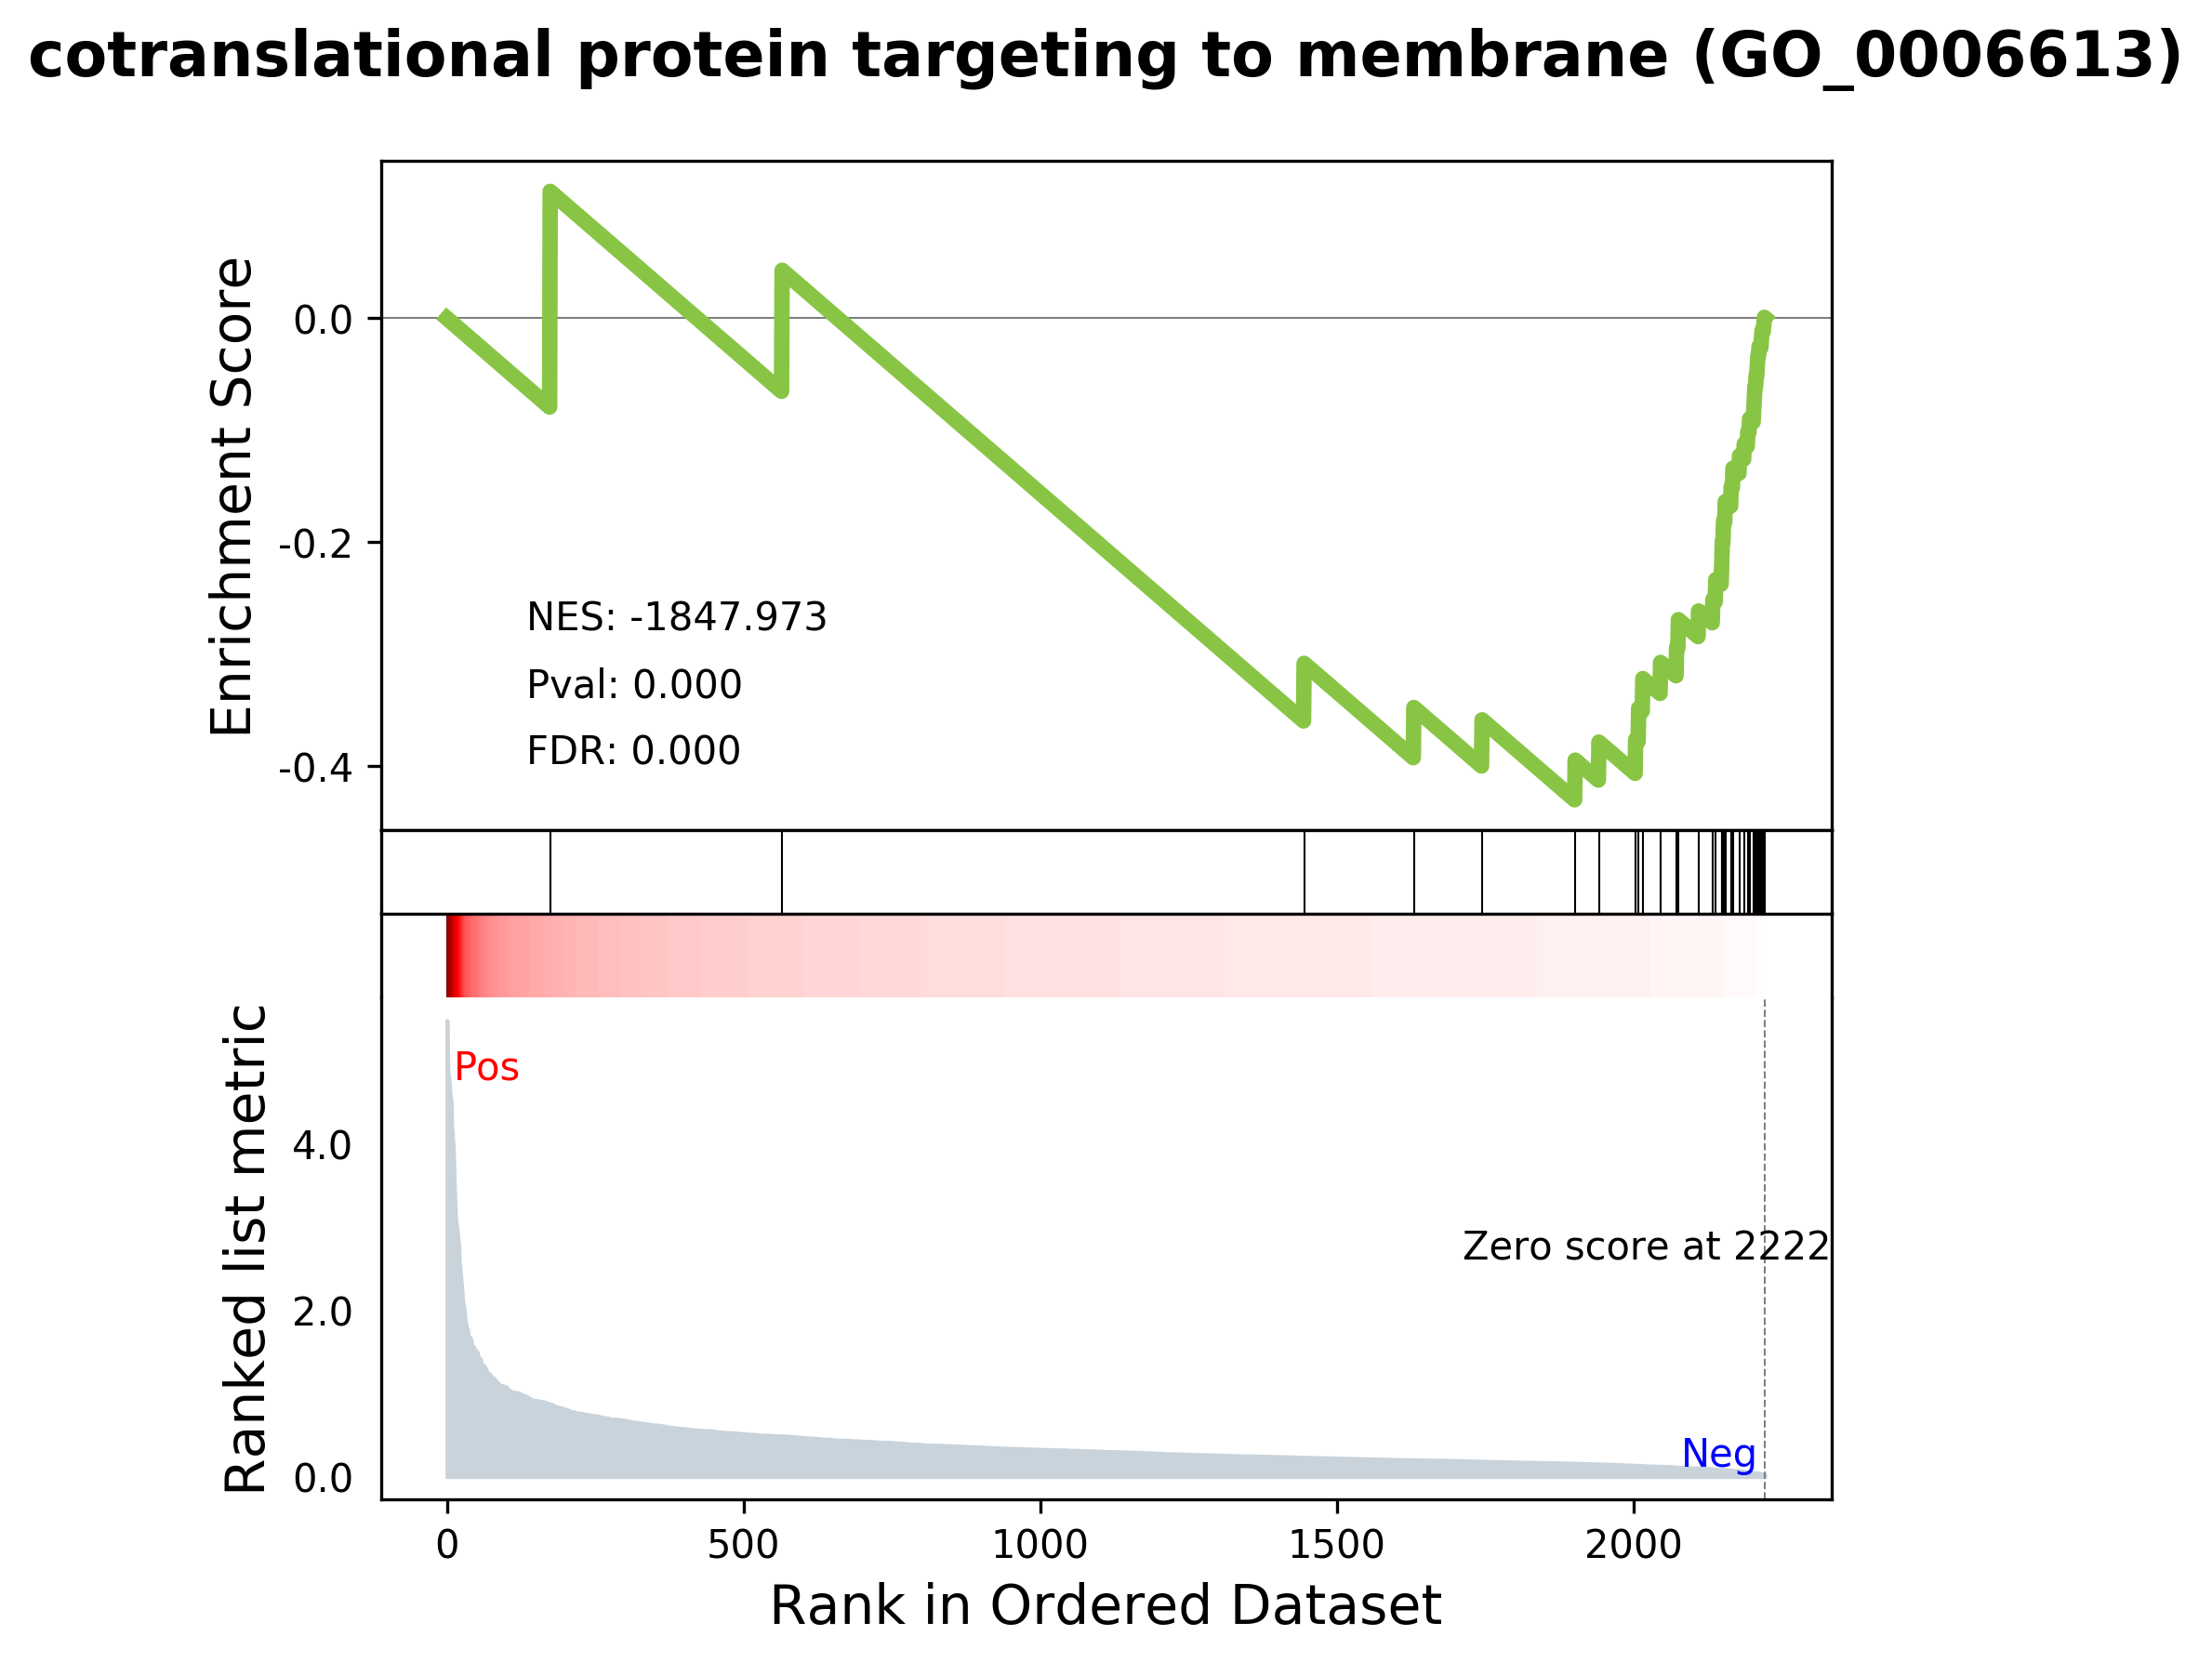 cotranslational protein targeting to membrane (GO_0006613)
Enrichment Score
0.0
-0.2
-0.4
NES: -1847.973
Pval: 0.000
FDR: 0.000
Ranked list metric
Pos
4.0
2.0
0.0
Zero score at 2222
Neg
0 500 1000 1500 2000
Rank in Ordered Dataset